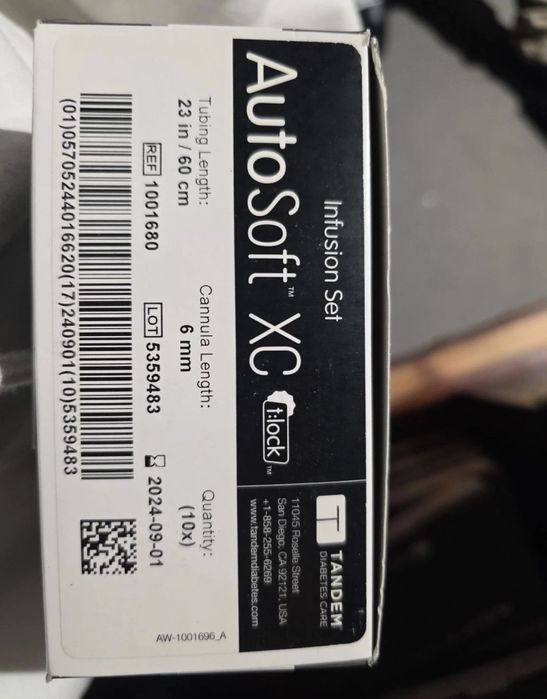 Infusion Set
AutoSoft™ XC t:lock™
T TANDEM
DIABETES CARE
11045 Roselle Street
San Diego, CA 92121, USA
+1-858-255-6269
www.tandemdiabetes.com
Tubing Length:
23 in / 60 cm
Cannula Length:
6 mm
Quantity:
(10x)
REF 1001680
LOT 5359483
2024-09-01
(01)05705244016620(17)240901(10)5359483
AW-1001696_A